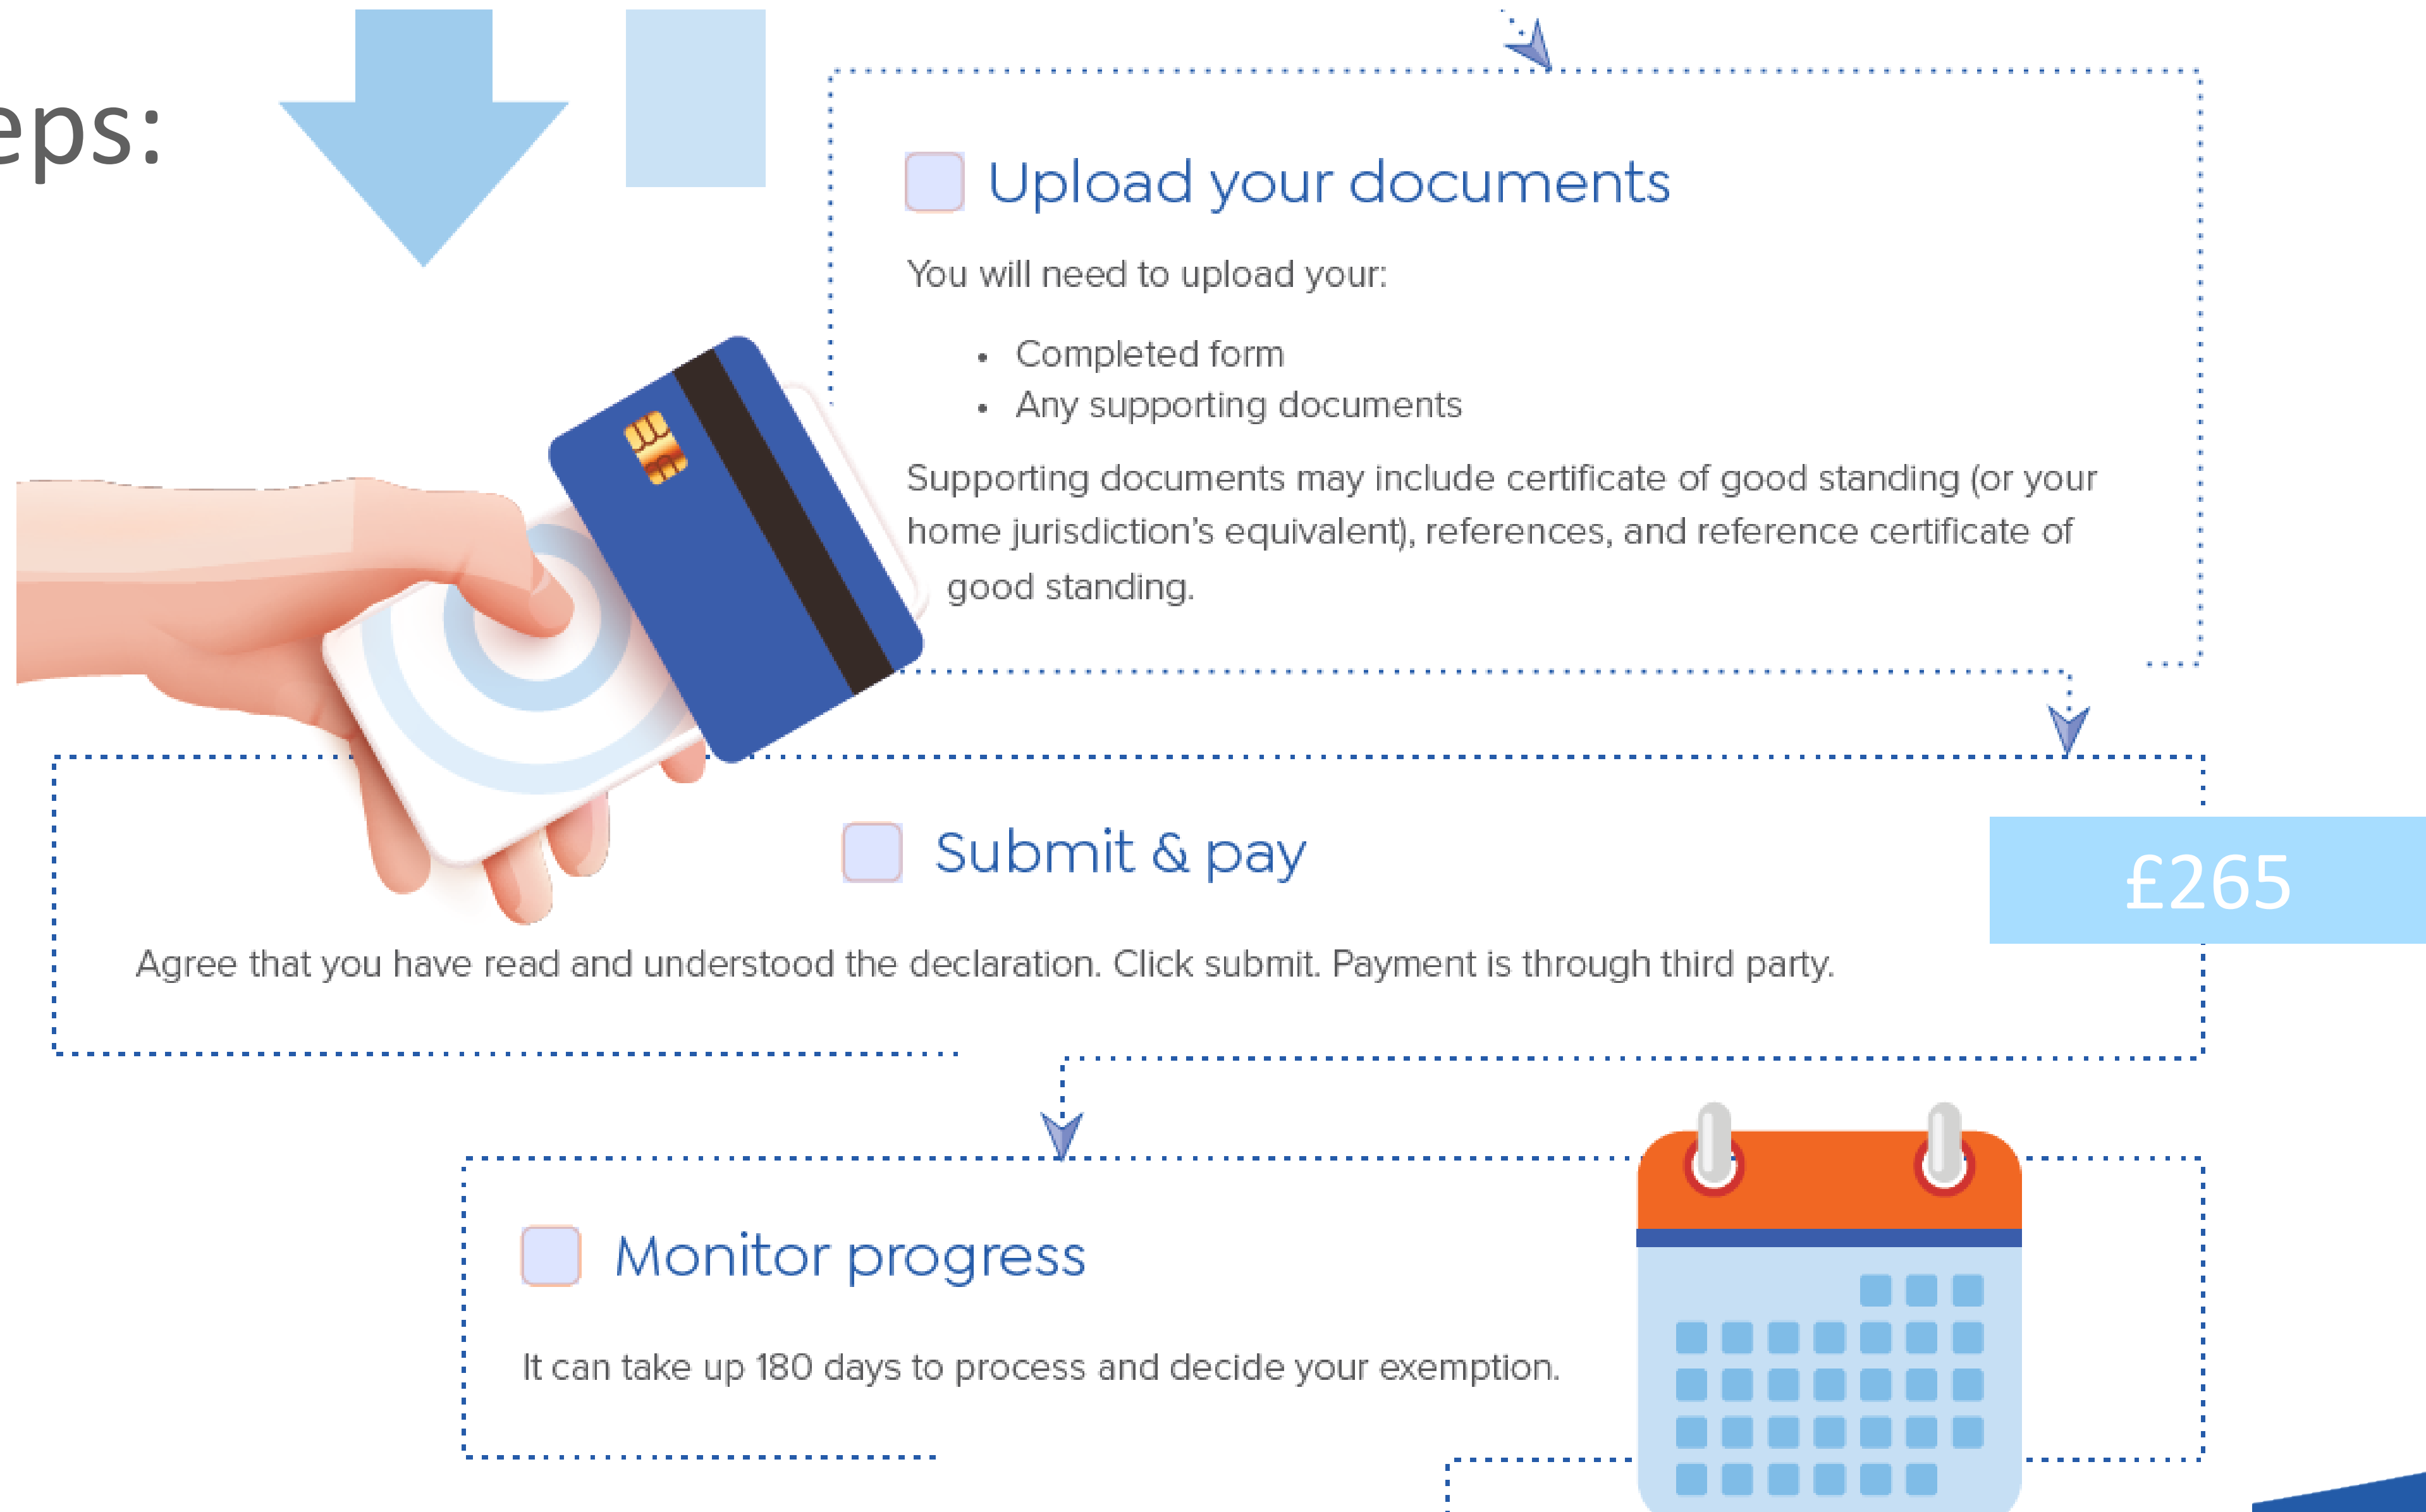 eps:
Upload your documents
You will need to upload your:
• Completed form
• Any supporting documents
Supporting documents may include certificate of good standing (or your
home jurisdiction's equivalent), references, and reference certificate of
good standing.
Submit & pay
£265
Agree that you have read and understood the declaration. Click submit. Payment is through third party.
Monitor progress
It can take up 180 days to process and decide your exemption.